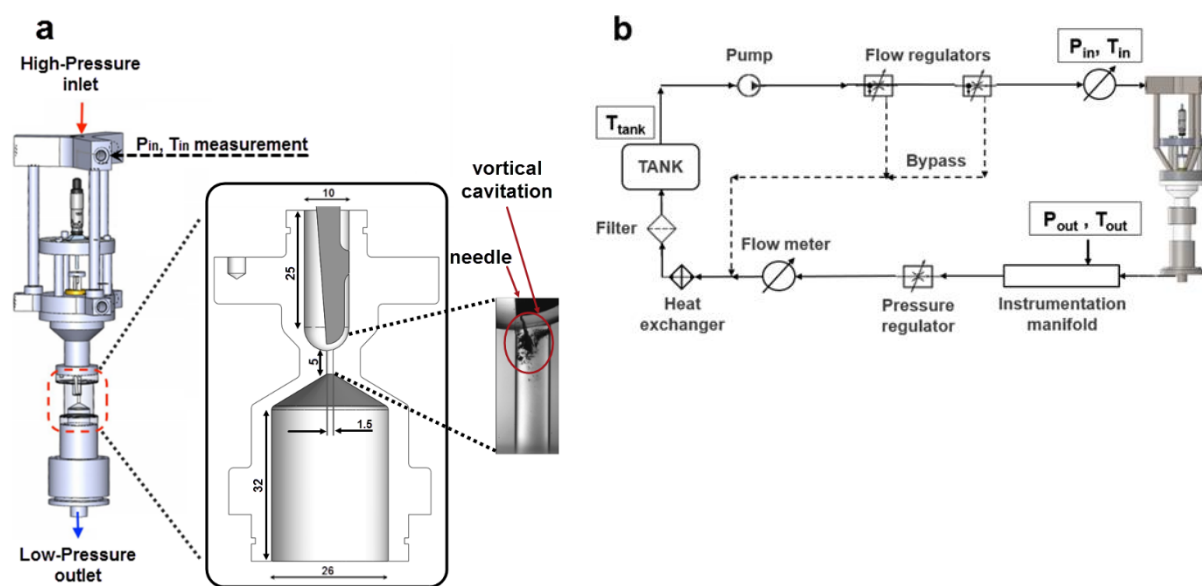 a
High-Pressure
inlet
Pin, Tin measurement
Low-Pressure
outlet
10
25
5
1.5
32
26
vortical
cavitation
needle
b
Pump
Flow regulators
Pin, Tin
Ttank
TANK
Bypass
Filter
Flow meter
Pout , Tout
Heat
exchanger
Pressure
regulator
Instrumentation
manifold